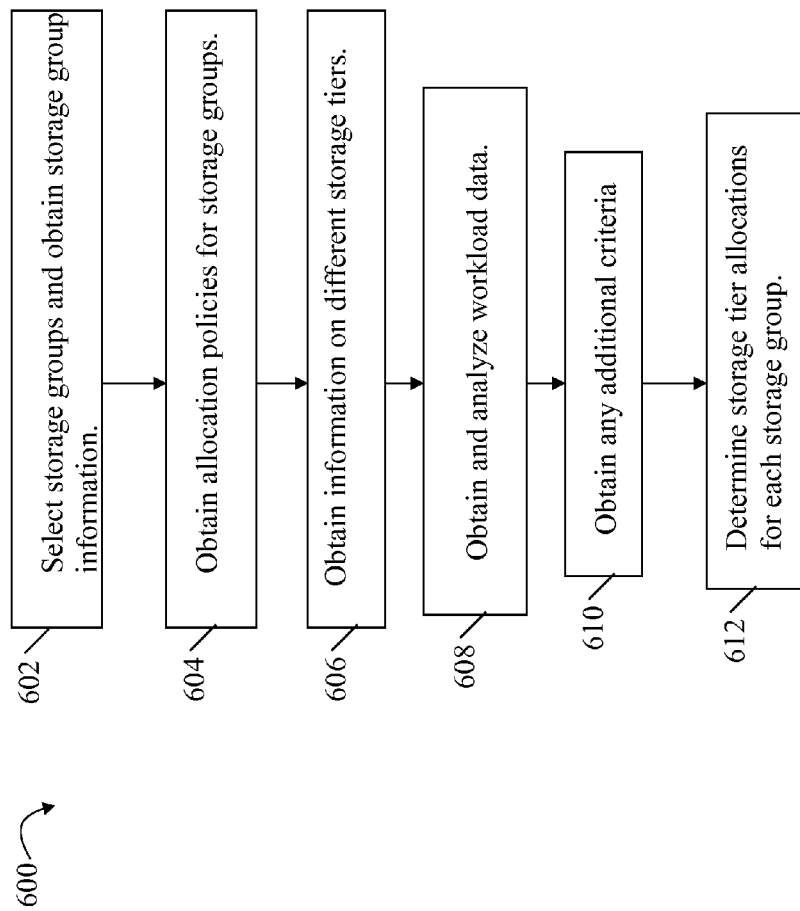 600
602
Select storage groups and obtain storage group
information.
604
Obtain allocation policies for storage groups.
606
Obtain information on different storage tiers.
608
Obtain and analyze workload data.
610
Obtain any additional criteria
612
Determine storage tier allocations
for each storage group.